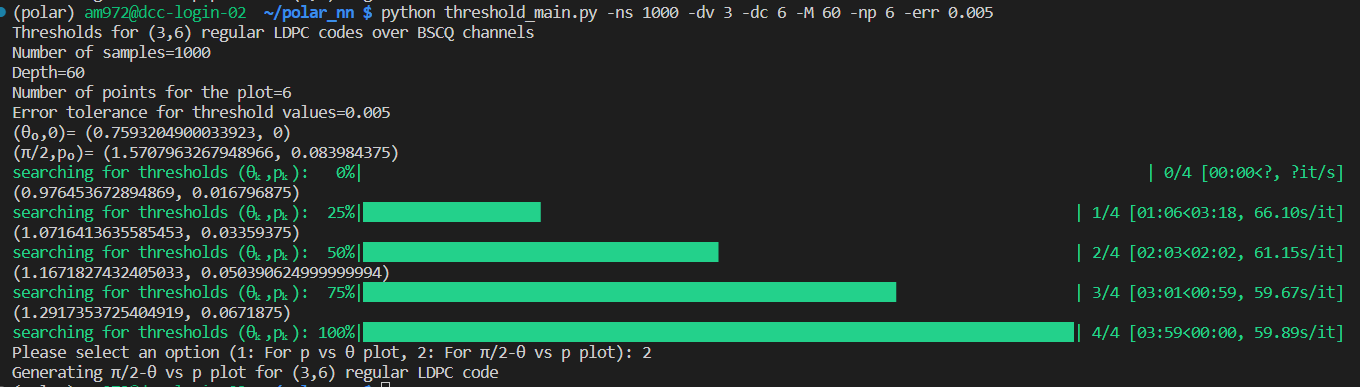 (polar) am972@dcc-login-02 ~/polar_nn $ python threshold_main.py -ns 1000 -dv 3 -dc 6 -M 60 -np 6 -err 0.005
Thresholds for (3,6) regular LDPC codes over BSCQ channels
Number of samples=1000
Depth=60
Number of points for the plot=6
Error tolerance for threshold values=0.005
(θ₀,0)= (0.7593204900033923, 0)
(π/2,p₀)= (1.5707963267948966, 0.083984375)
searching for thresholds (θₖ,pₖ):   0%| | 0/4 [00:00<?, ?it/s]
(0.976453672894869, 0.016796875)
searching for thresholds (θₖ,pₖ):  25%| | 1/4 [01:06<03:18, 66.10s/it]
(1.0716413635585453, 0.03359375)
searching for thresholds (θₖ,pₖ):  50%| | 2/4 [02:03<02:02, 61.15s/it]
(1.1671827432405033, 0.050390624999999994)
searching for thresholds (θₖ,pₖ):  75%| | 3/4 [03:01<00:59, 59.67s/it]
(1.2917353725404919, 0.0671875)
searching for thresholds (θₖ,pₖ): 100%| | 4/4 [03:59<00:00, 59.89s/it]
Please select an option (1: For p vs θ plot, 2: For π/2-θ vs p plot): 2
Generating π/2-θ vs p plot for (3,6) regular LDPC code